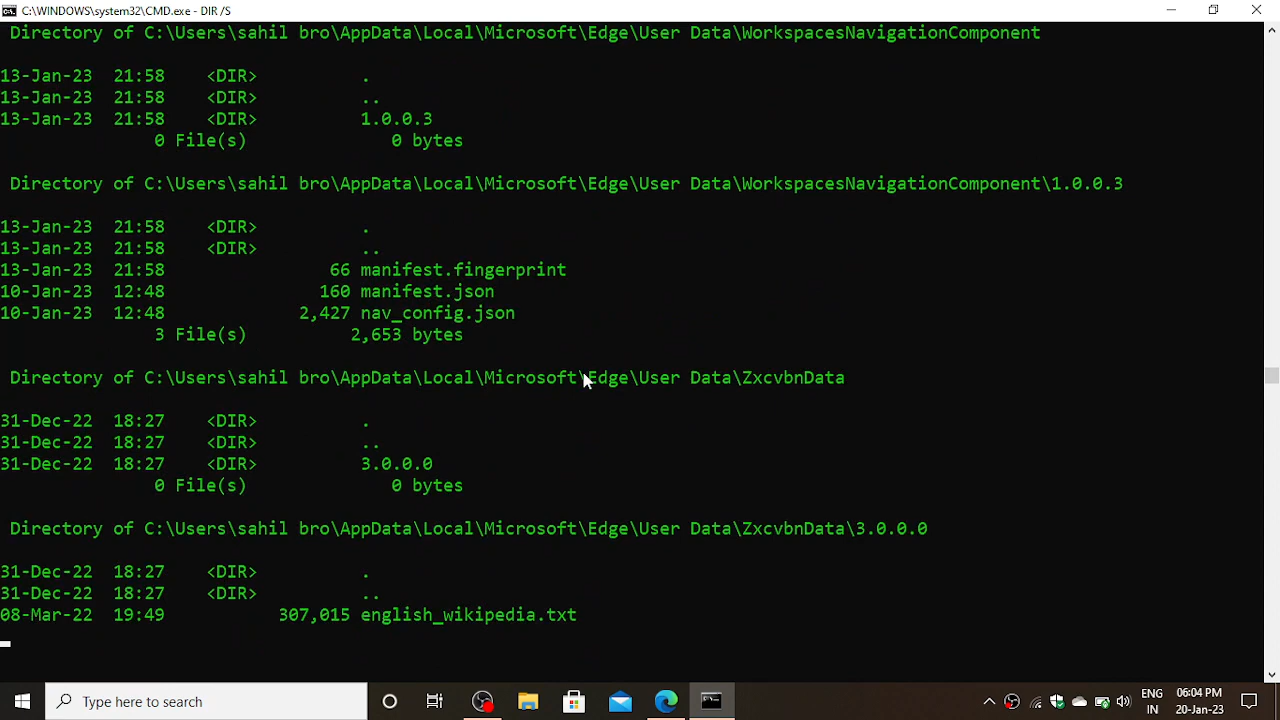 C:\WINDOWS\system32\CMD.exe - DIR /S
Directory of C:\Users\sahil bro\AppData\Local\Microsoft\Edge\User Data\WorkspacesNavigationComponent
13-Jan-23  21:58    <DIR>          .
13-Jan-23  21:58    <DIR>          ..
13-Jan-23  21:58    <DIR>          1.0.0.3
0 File(s)              0 bytes
Directory of C:\Users\sahil bro\AppData\Local\Microsoft\Edge\User Data\WorkspacesNavigationComponent\1.0.0.3
13-Jan-23  21:58    <DIR>          .
13-Jan-23  21:58    <DIR>          ..
13-Jan-23  21:58                66 manifest.fingerprint
10-Jan-23  12:48               160 manifest.json
10-Jan-23  12:48             2,427 nav_config.json
3 File(s)          2,653 bytes
Directory of C:\Users\sahil bro\AppData\Local\Microsoft\Edge\User Data\ZxcvbnData
31-Dec-22  18:27    <DIR>          .
31-Dec-22  18:27    <DIR>          ..
31-Dec-22  18:27    <DIR>          3.0.0.0
0 File(s)              0 bytes
Directory of C:\Users\sahil bro\AppData\Local\Microsoft\Edge\User Data\ZxcvbnData\3.0.0.0
31-Dec-22  18:27    <DIR>          .
31-Dec-22  18:27    <DIR>          ..
08-Mar-22  19:49           307,015 english_wikipedia.txt
Type here to search
ENG
IN
06:04 PM
20-Jan-23